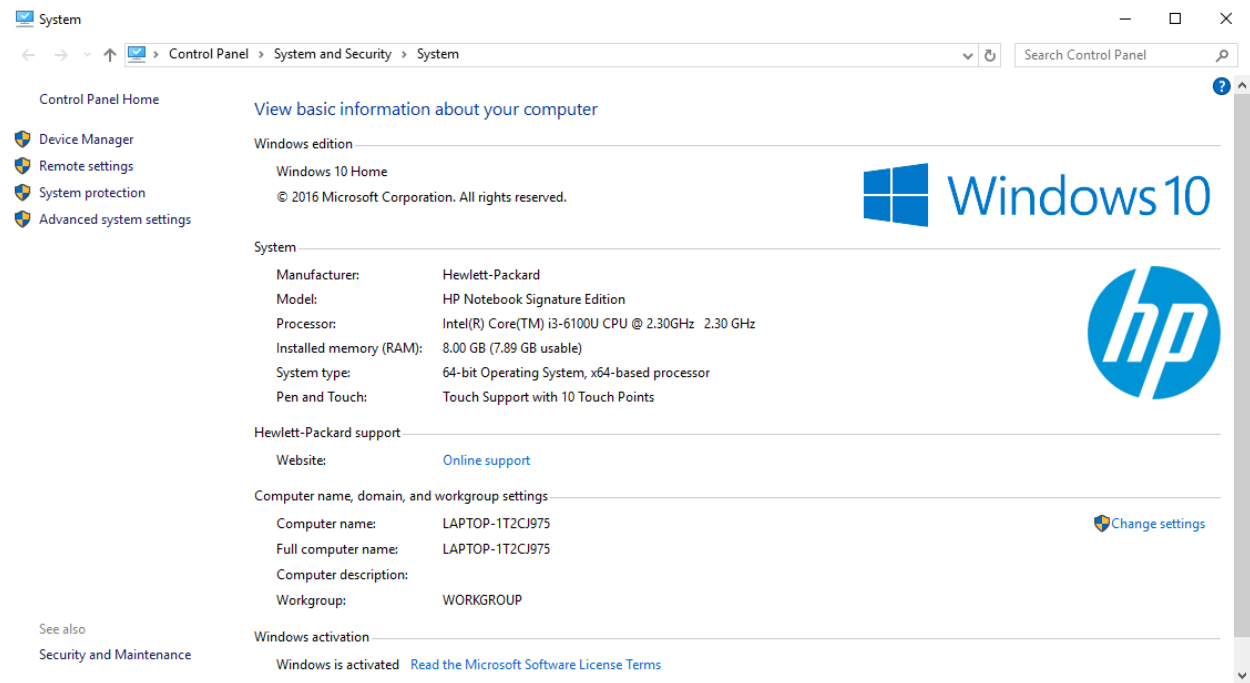 System
Control Panel > System and Security > System
Search Control Panel
Control Panel Home
Device Manager
Remote settings
System protection
Advanced system settings
View basic information about your computer
Windows edition
Windows 10 Home
© 2016 Microsoft Corporation. All rights reserved.
Windows 10
System
Manufacturer: Hewlett-Packard
Model: HP Notebook Signature Edition
Processor: Intel(R) Core(TM) i3-6100U CPU @ 2.30GHz 2.30 GHz
Installed memory (RAM): 8.00 GB (7.89 GB usable)
System type: 64-bit Operating System, x64-based processor
Pen and Touch: Touch Support with 10 Touch Points
hp
Hewlett-Packard support
Website: Online support
Computer name, domain, and workgroup settings
Computer name: LAPTOP-1T2CJ975
Change settings
Full computer name: LAPTOP-1T2CJ975
Computer description:
Workgroup: WORKGROUP
Windows activation
Windows is activated Read the Microsoft Software License Terms
See also
Security and Maintenance